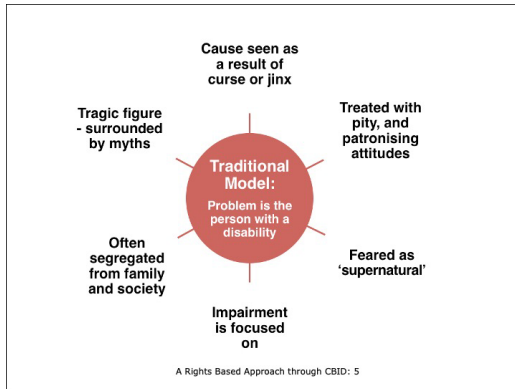 Cause seen as
a result of
curse or jinx
Treated with
pity, and
patronising
attitudes
Tragic figure
- surrounded
by myths
Traditional
Model:
Problem is the
person with a
disability
Often
segregated
from family
and society
Feared as
‘supernatural’
Impairment
is focused
on
A Rights Based Approach through CBID: 5